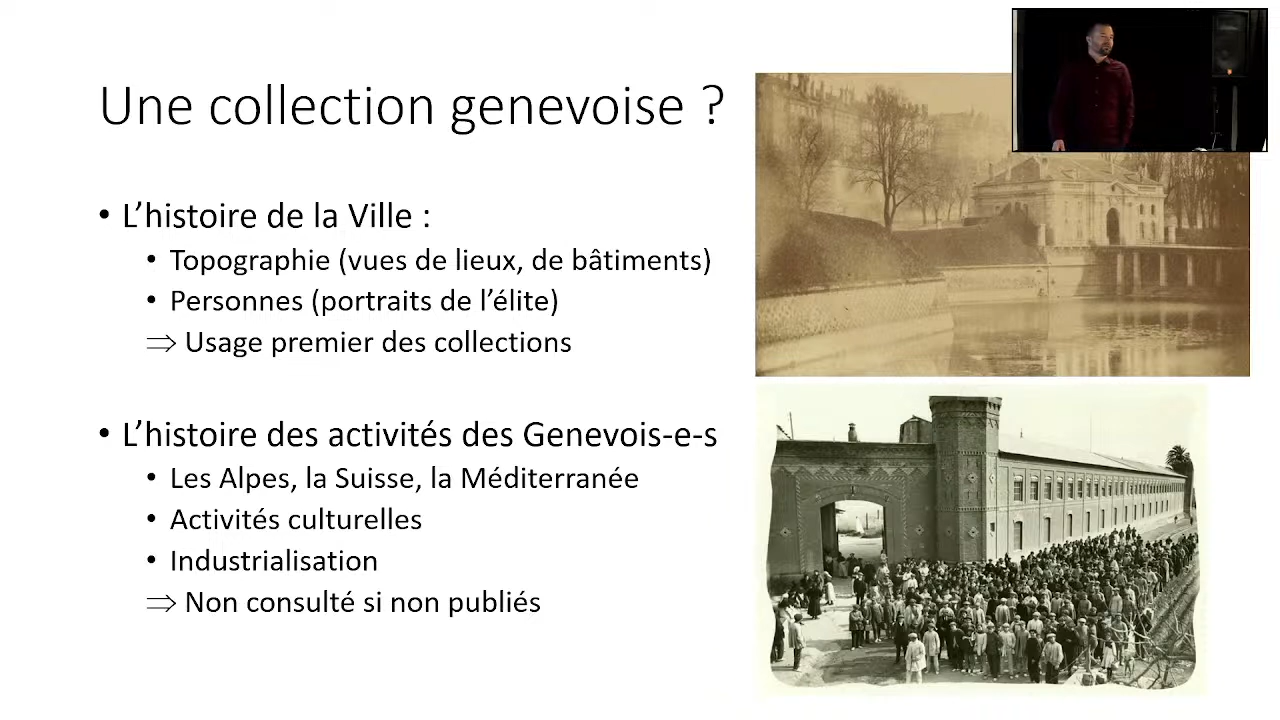 Une collection genevoise ?
• L’histoire de la Ville :
• Topographie (vues de lieux, de bâtiments)
• Personnes (portraits de l’élite)
⇒ Usage premier des collections
• L’histoire des activités des Genevois-e-s
• Les Alpes, la Suisse, la Méditerranée
• Activités culturelles
• Industrialisation
⇒ Non consulté si non publiés